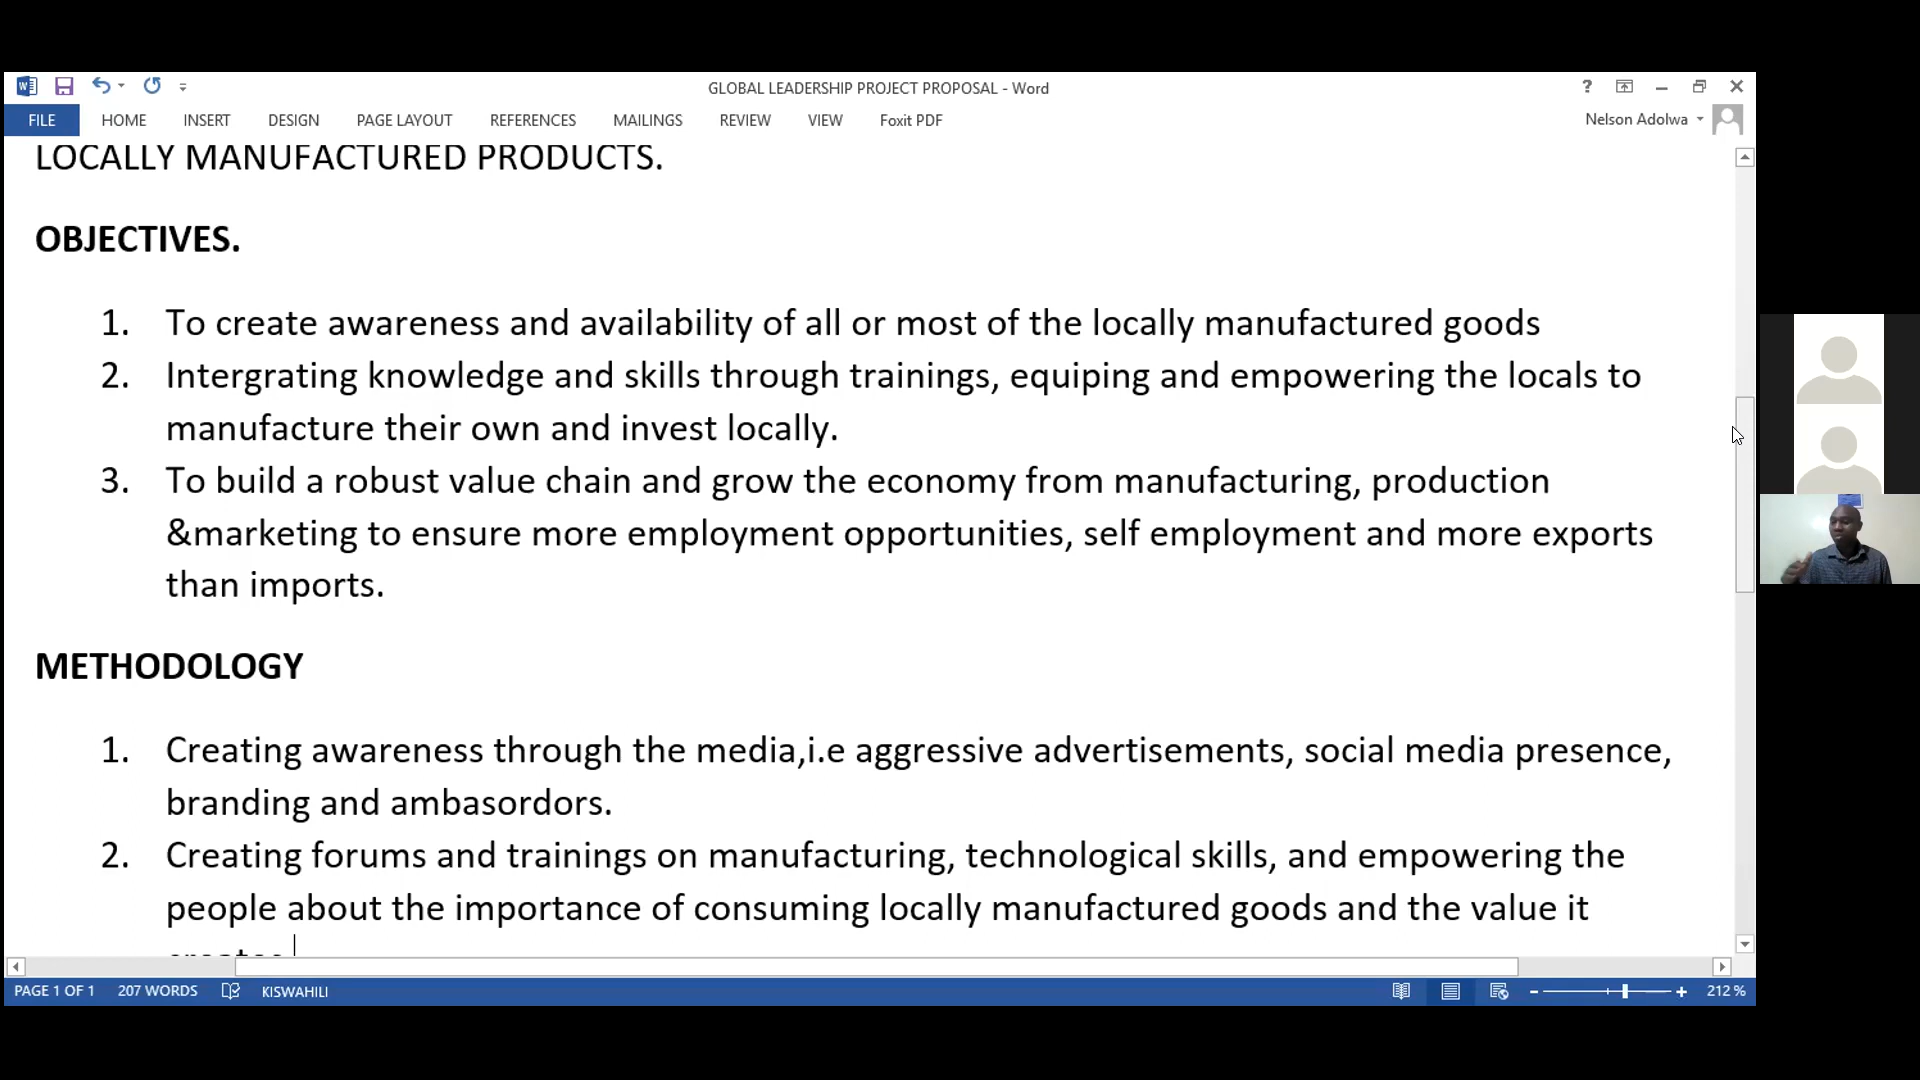 GLOBAL LEADERSHIP PROJECT PROPOSAL - Word
?
FILE HOME INSERT DESIGN PAGE LAYOUT REFERENCES MAILINGS REVIEW VIEW Foxit PDF
Nelson Adolwa
LOCALLY MANUFACTURED PRODUCTS.
OBJECTIVES.
1. To create awareness and availability of all or most of the locally manufactured goods
2. Intergrating knowledge and skills through trainings, equiping and empowering the locals to
manufacture their own and invest locally.
3. To build a robust value chain and grow the economy from manufacturing, production
&marketing to ensure more employment opportunities, self employment and more exports
than imports.
METHODOLOGY
1. Creating awareness through the media,i.e aggressive advertisements, social media presence,
branding and ambasordors.
2. Creating forums and trainings on manufacturing, technological skills, and empowering the
people about the importance of consuming locally manufactured goods and the value it
PAGE 1 OF 1 207 WORDS KISWAHILI
212 %